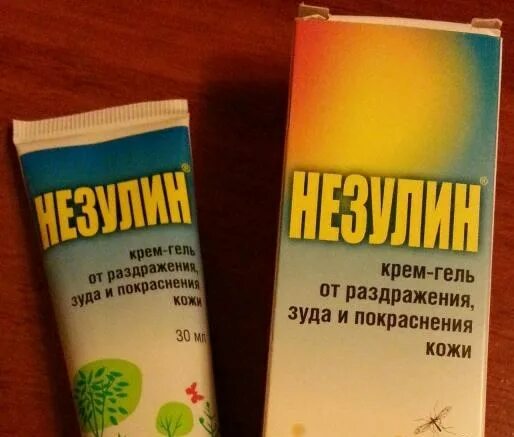 НЕЗУЛИН®
крем-гель
от раздражения,
зуда и покраснения
кожи
30 мл
НЕЗУЛИН®
крем-гель
от раздражения,
зуда и покраснения
кожи